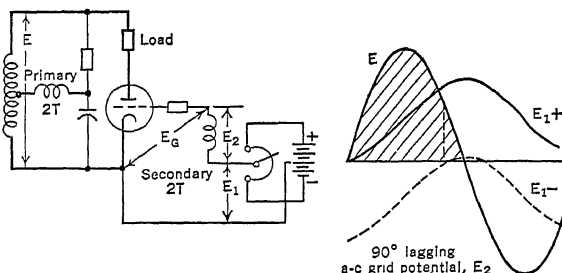 E
Load
Primary
2T
E_G
E_2
Secondary
2T
E_1
+
-
E
E_1+
E_1-
90° lagging
a-c grid potential, E_2